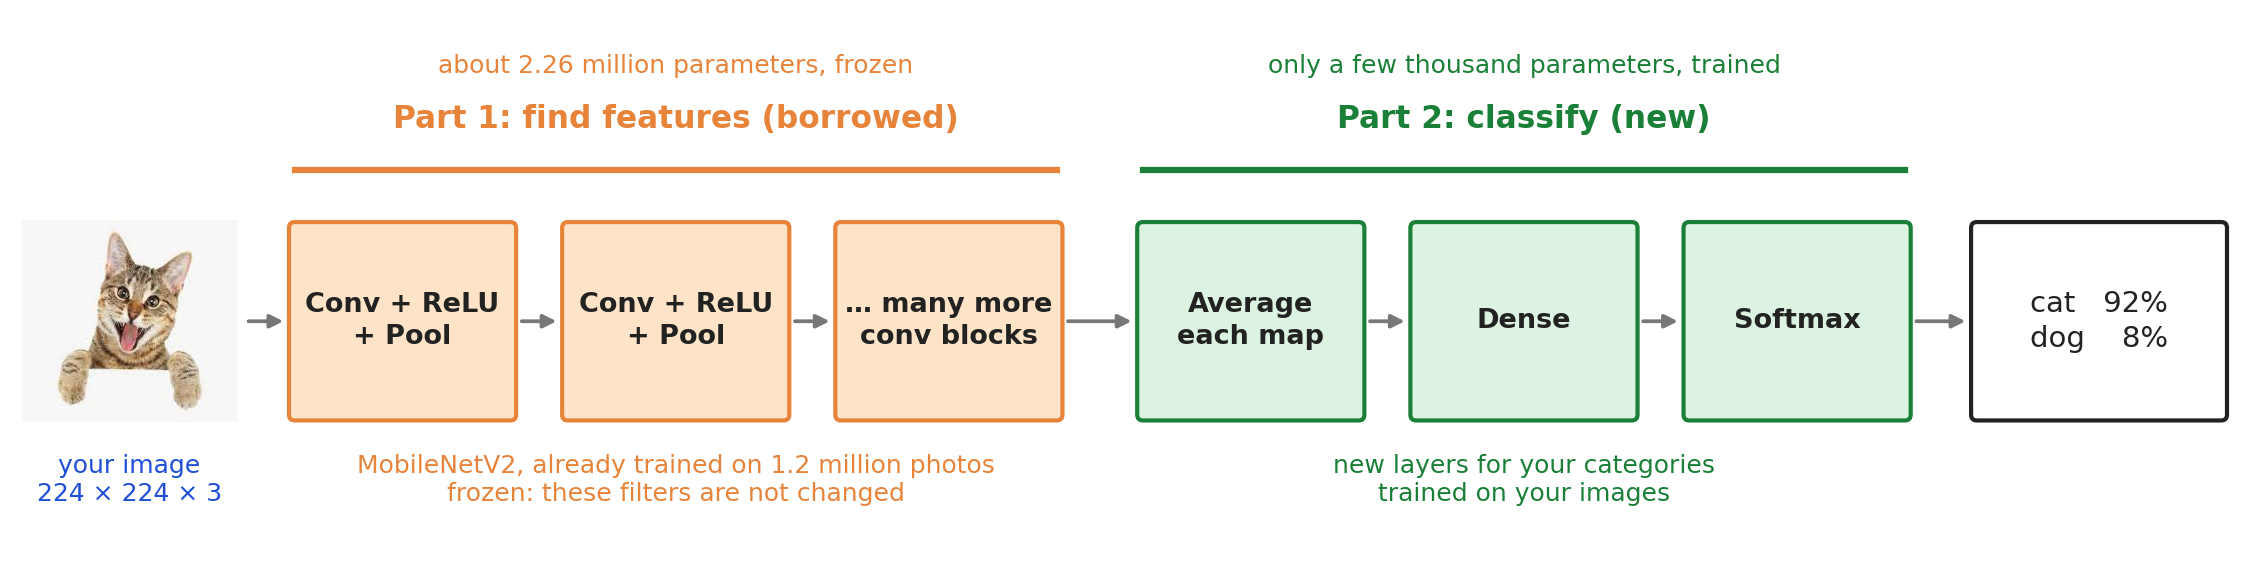 about 2.26 million parameters, frozen
Part 1: find features (borrowed)
only a few thousand parameters, trained
Part 2: classify (new)
Conv + ReLU
+ Pool
Conv + ReLU
+ Pool
… many more
conv blocks
Average
each map
Dense
Softmax
cat 92%
dog 8%
your image
224 × 224 × 3
MobileNetV2, already trained on 1.2 million photos
frozen: these filters are not changed
new layers for your categories
trained on your images